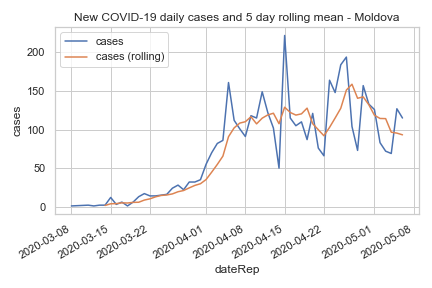 New COVID-19 daily cases and 5 day rolling mean - Moldova
cases
cases (rolling)
200
150
100
50
0
cases
2020-03-08
2020-03-15
2020-03-22
2020-04-01
2020-04-08
2020-04-15
2020-04-22
2020-05-01
2020-05-08
dateRep